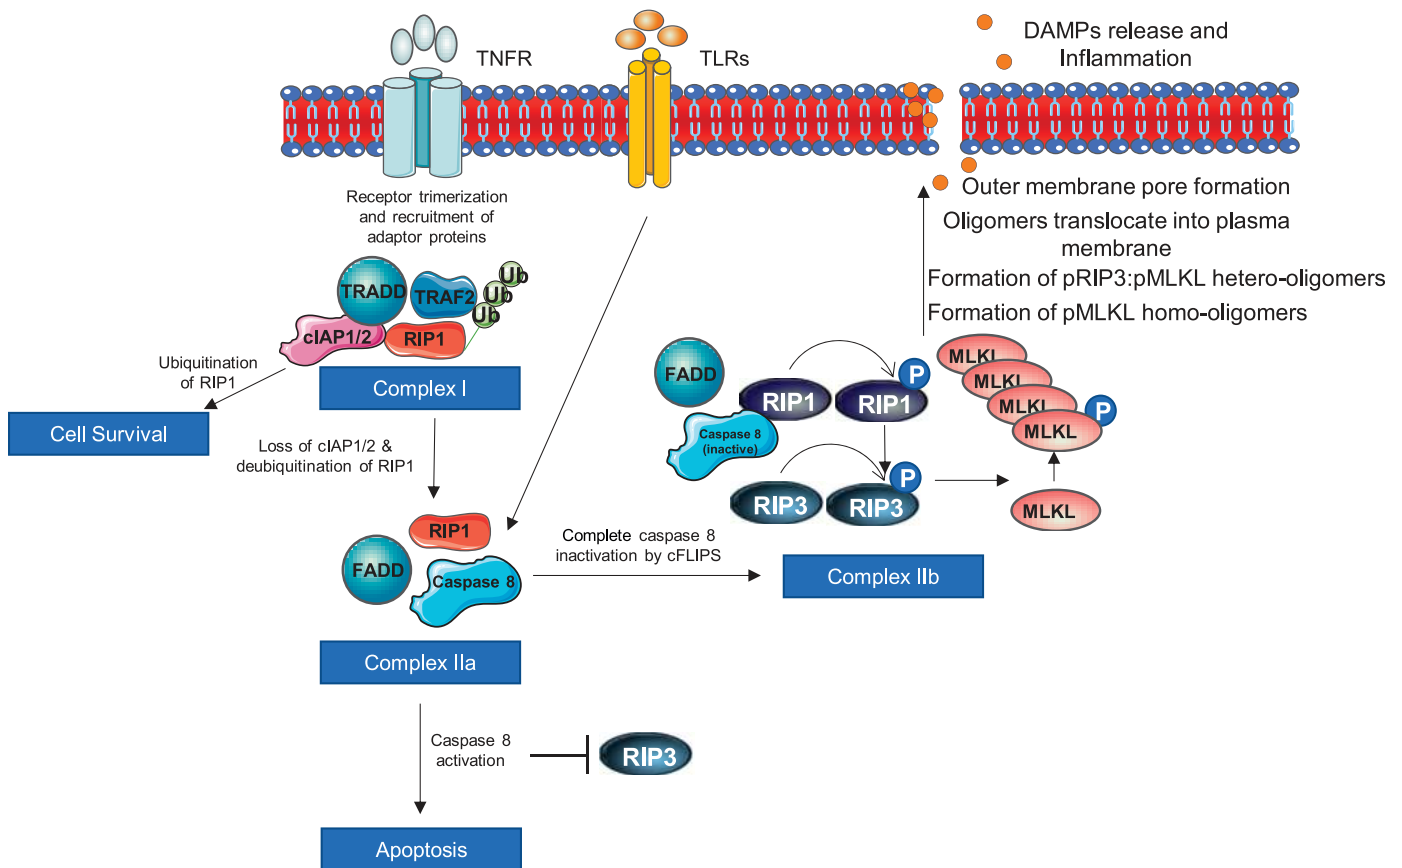 TNFR
TLRs
DAMPs release and
Inflammation
Receptor trimerization
and recruitment of
adaptor proteins
Outer membrane pore formation
Oligomers translocate into plasma
membrane
Formation of pRIP3:pMLKL hetero-oligomers
Formation of pMLKL homo-oligomers
TRADD
TRAF2
Ub
Ub
Ub
cIAP1/2
RIP1
Complex I
Ubiquitination
of RIP1
Cell Survival
Loss of cIAP1/2 &
deubiquitination of RIP1
FADD
RIP1
RIP1
P
Caspase 8
(inactive)
RIP3
RIP3
P
MLKL
MLKL
MLKL
MLKL
P
MLKL
RIP1
FADD
Caspase 8
Complete caspase 8
inactivation by cFLIPS
Complex IIb
Complex IIa
Caspase 8
activation
RIP3
Apoptosis